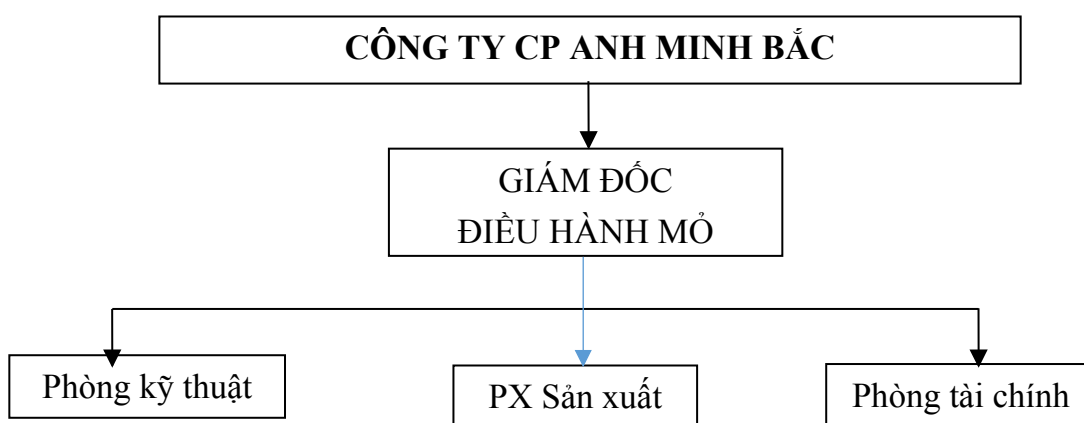 CÔNG TY CP ANH MINH BẮC
GIÁM ĐỐC
ĐIỀU HÀNH MỎ
Phòng kỹ thuật
PX Sản xuất
Phòng tài chính